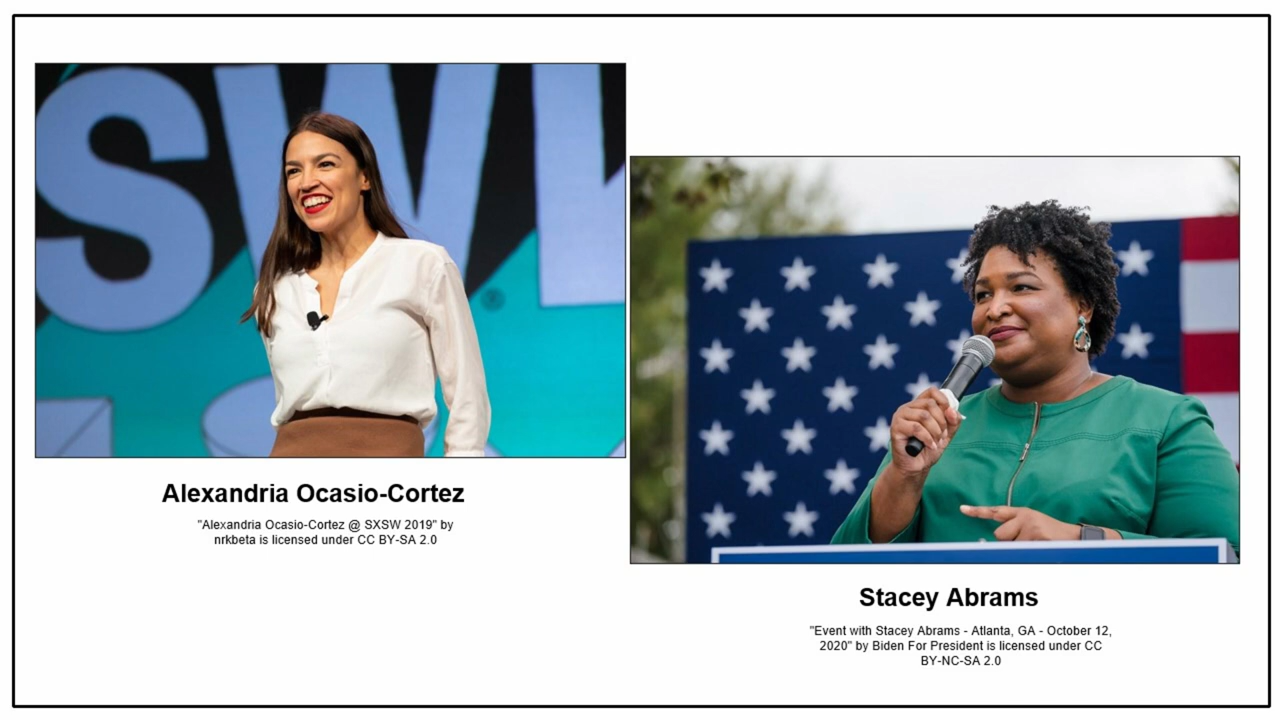 SW
Alexandria Ocasio-Cortez
"Alexandria Ocasio-Cortez @ SXSW 2019" by
nrkbeta is licensed under CC BY-SA 2.0
Stacey Abrams
"Event with Stacey Abrams - Atlanta, GA - October 12,
2020" by Biden For President is licensed under CC
BY-NC-SA 2.0